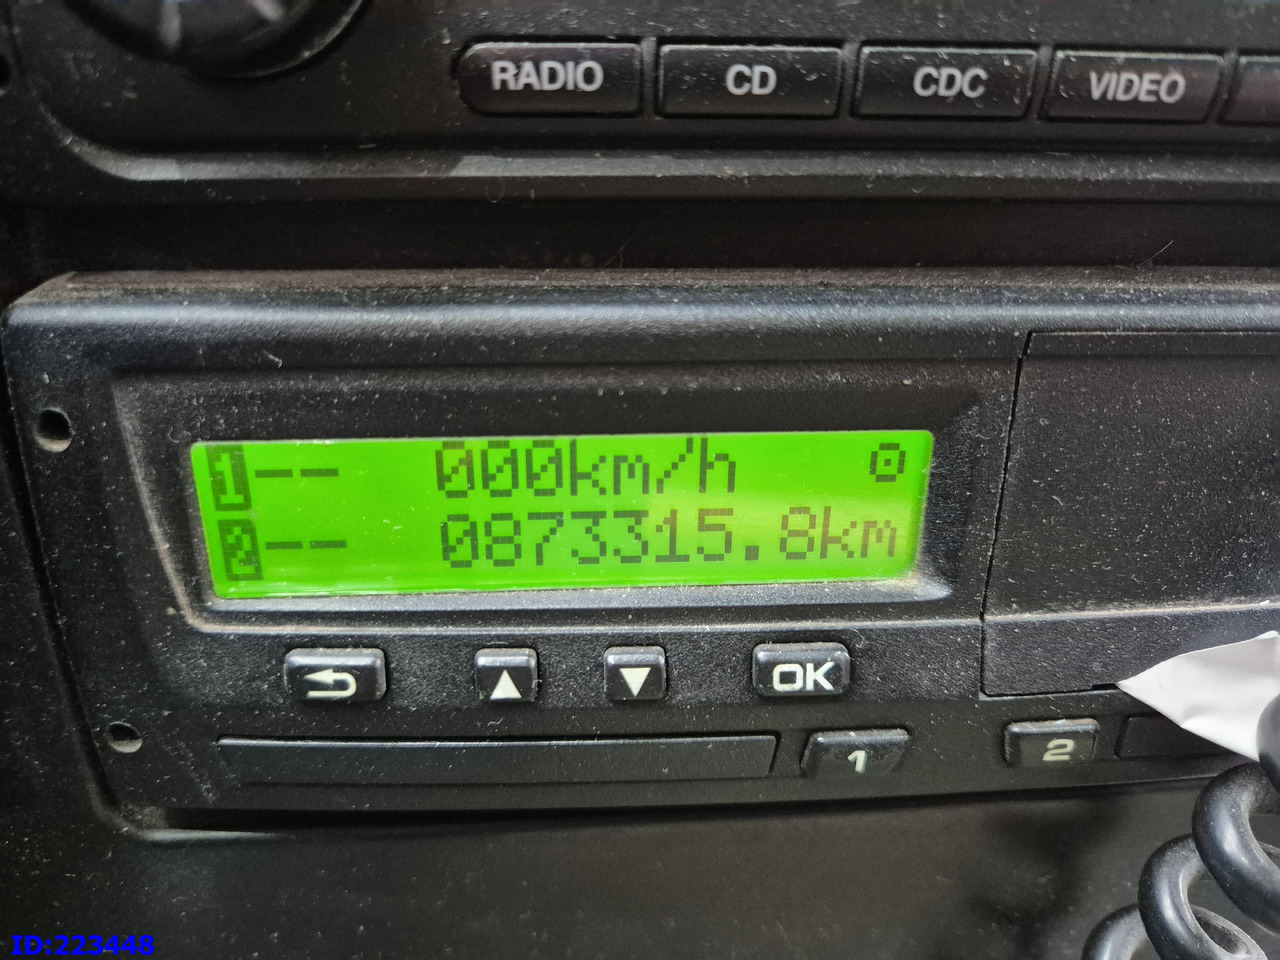 RADIO CD CDC VIDEO
1 -- 000km/h
2 -- 0873315.8km
OK
1 2
ID:223448